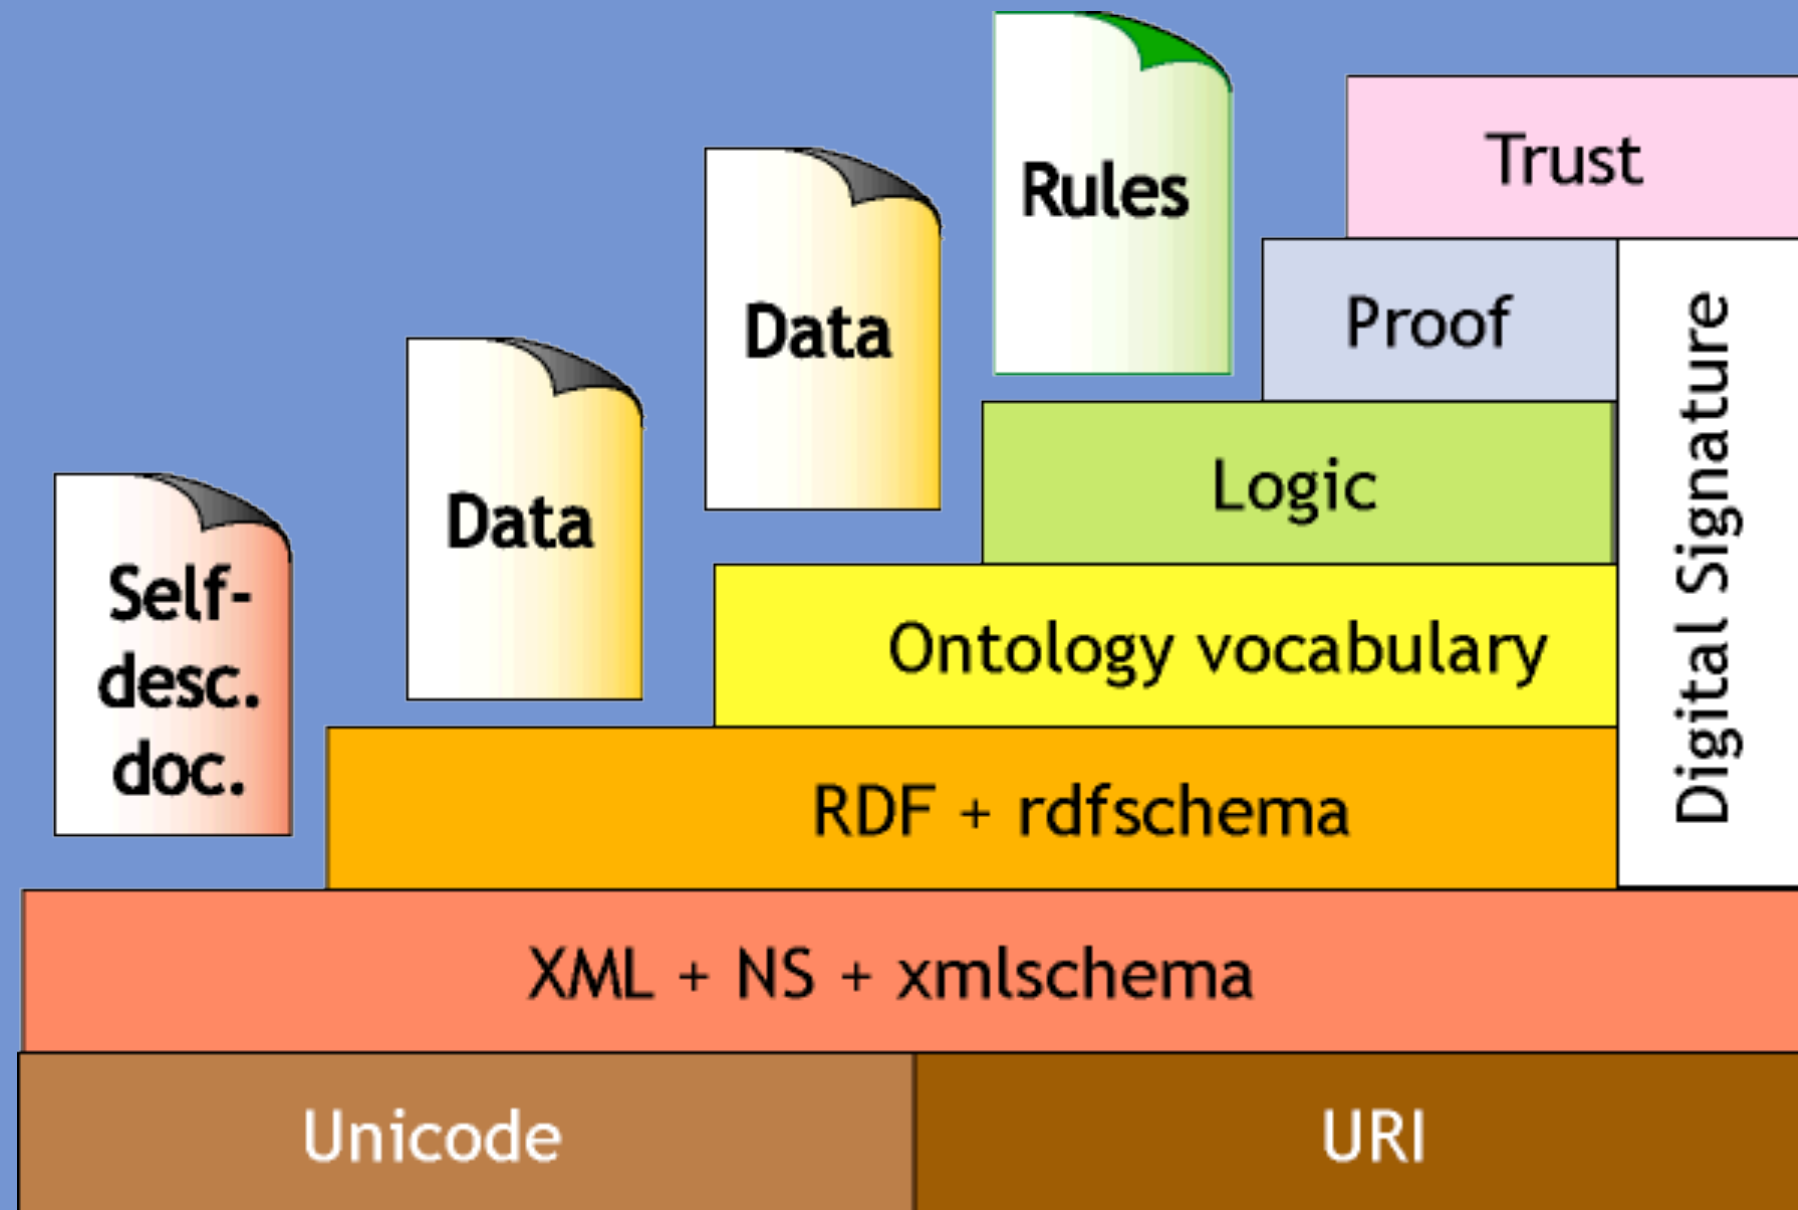 Rules
Trust
Data
Proof
Data
Logic
Self-
desc.
doc.
Ontology vocabulary
Digital Signature
RDF + rdfschema
XML + NS + xmlschema
Unicode
URI